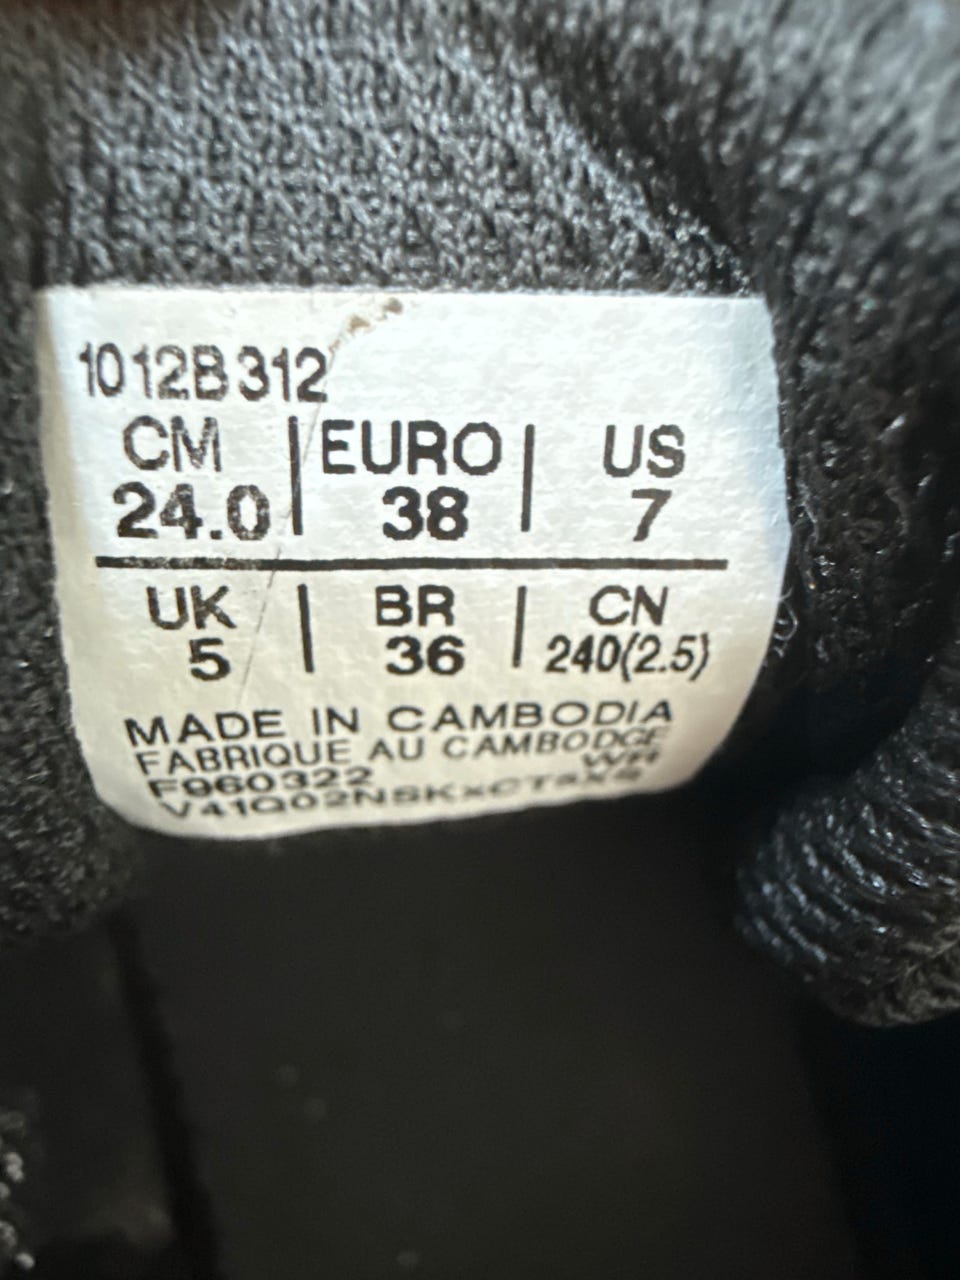 1012B312
CM | EURO | US
24.0 | 38 | 7
UK | BR | CN
5 | 36 | 240(2.5)
MADE IN CAMBODIA
FABRIQUE AU CAMBODGE
F960322 WH